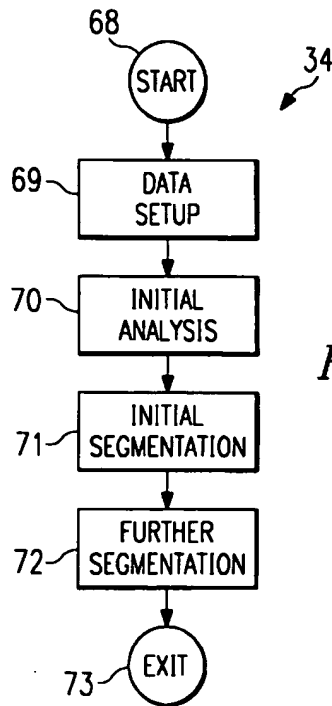 68
START
34
69
DATA
SETUP
70
INITIAL
ANALYSIS
71
INITIAL
SEGMENTATION
72
FURTHER
SEGMENTATION
73
EXIT